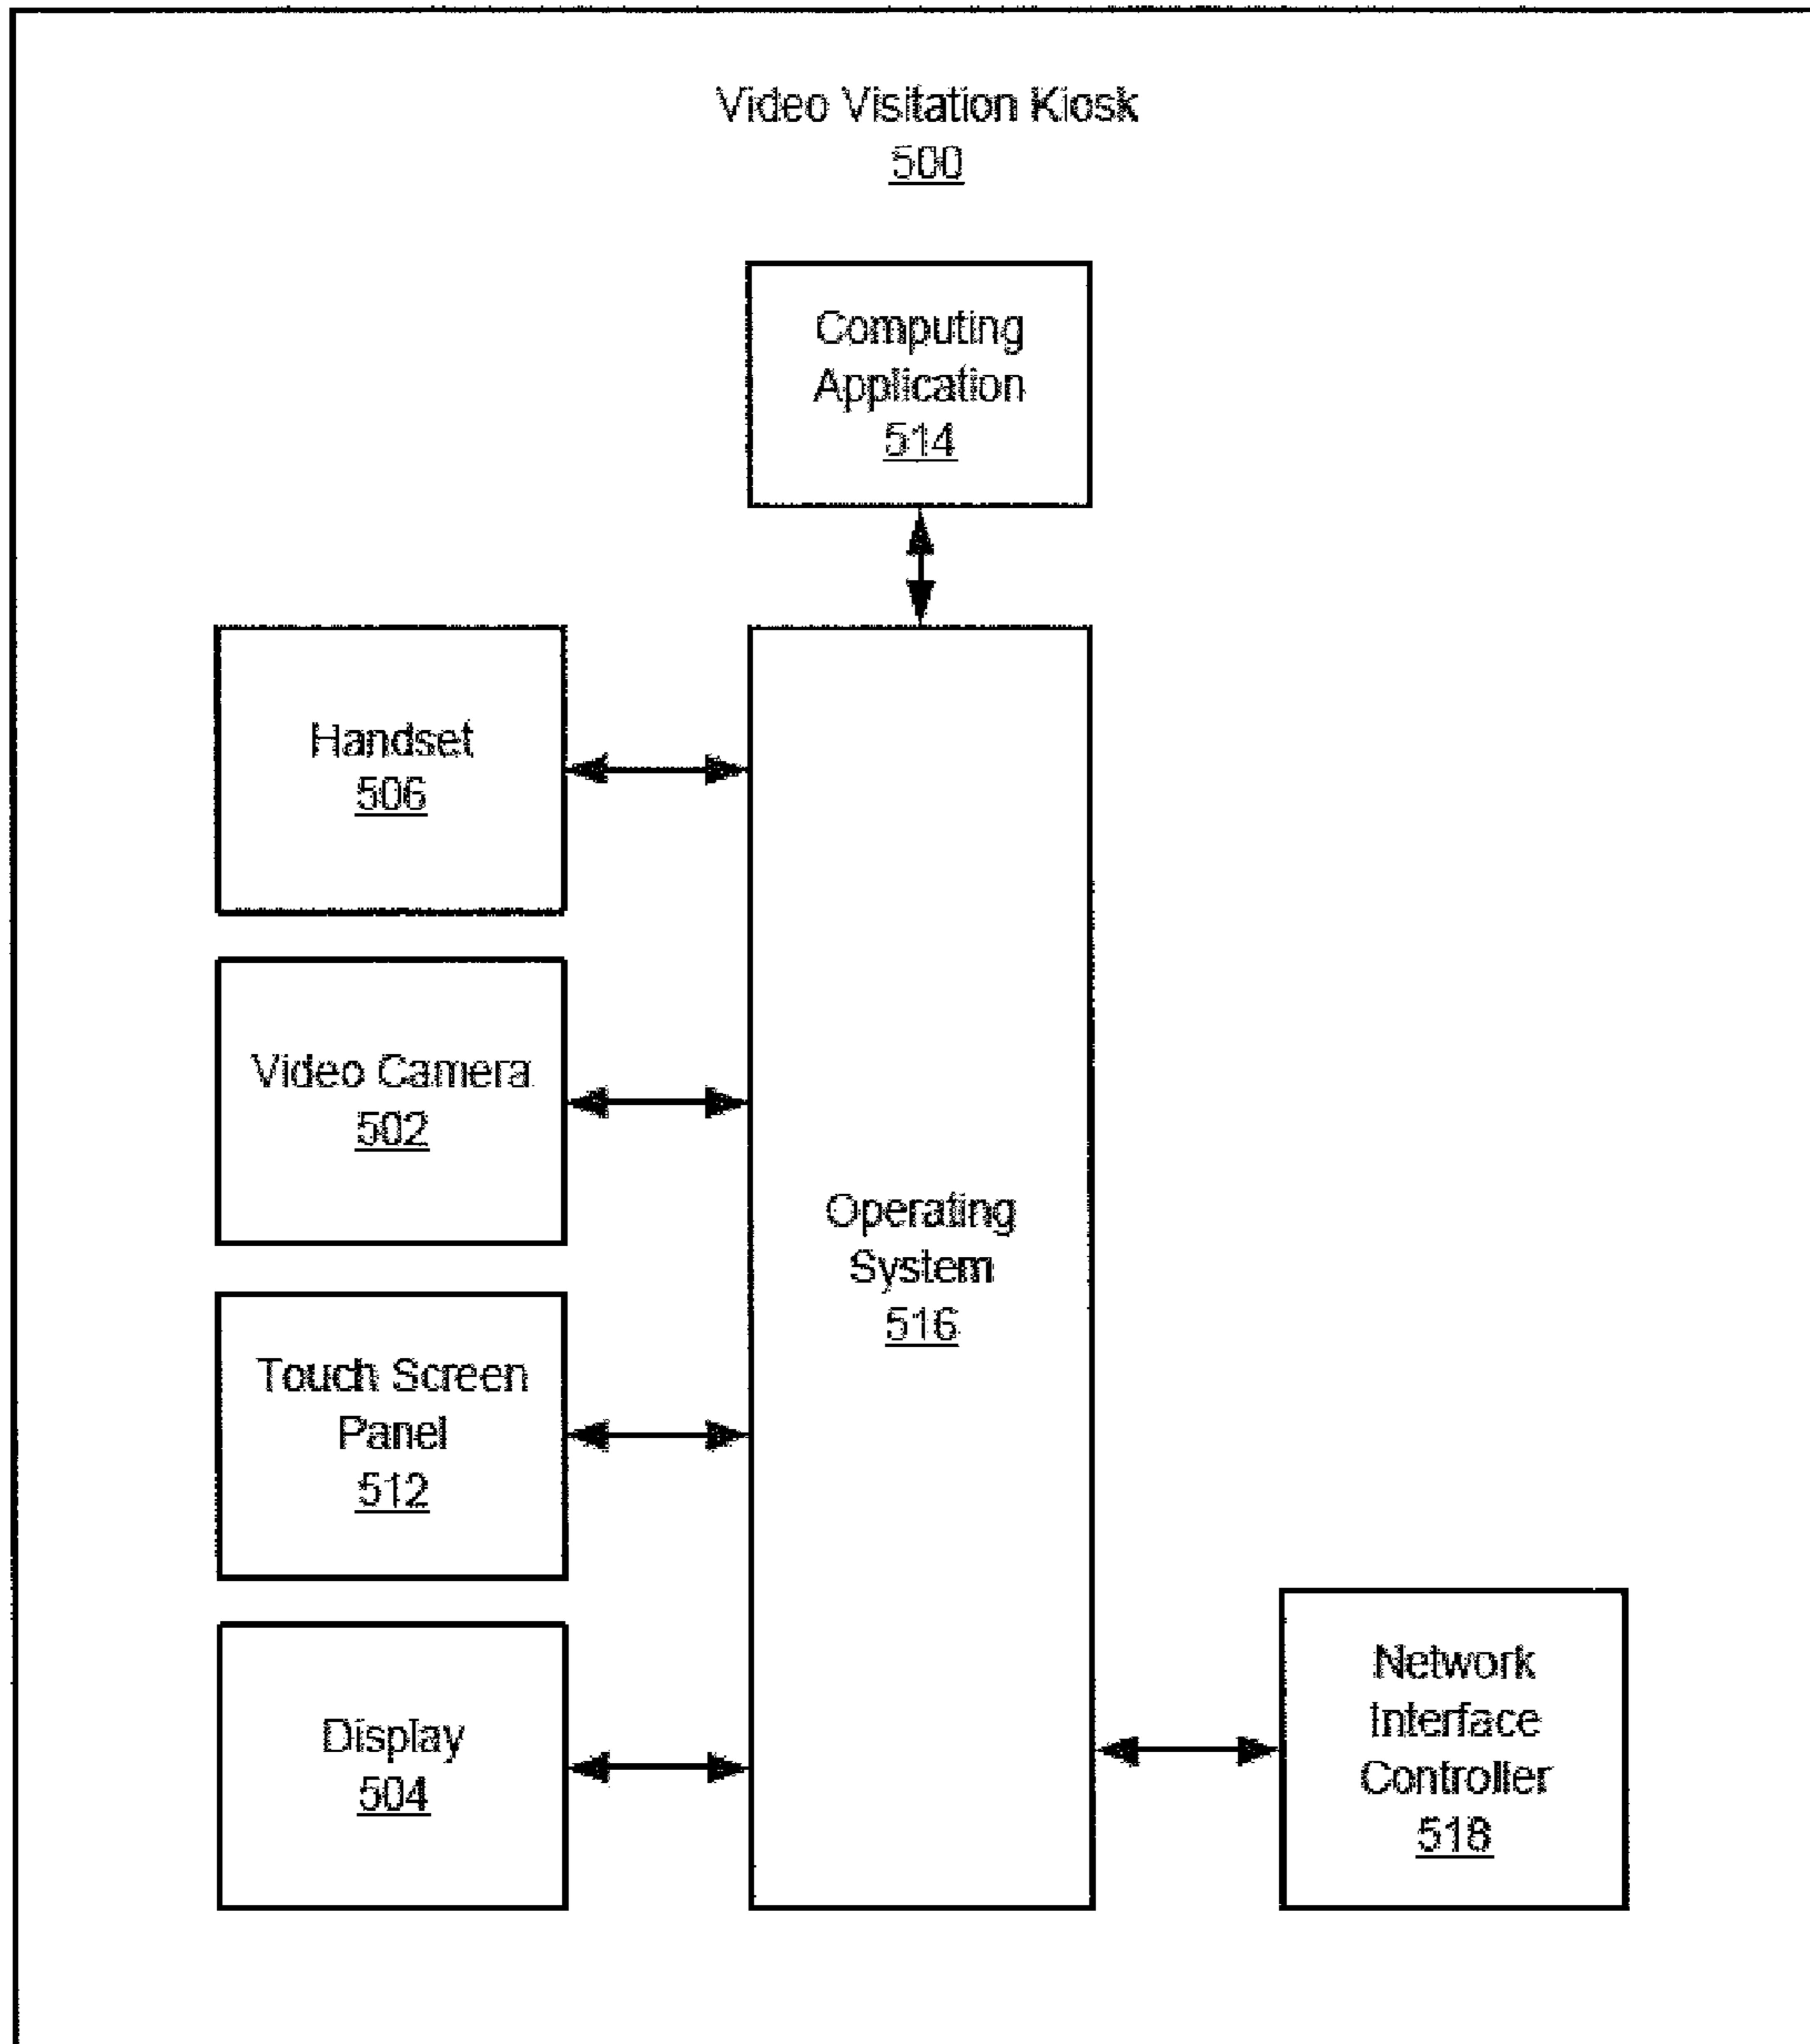 Video Visitation Kiosk
500
Computing
Application
514
Handset
506
Video Camera
502
Touch Screen
Panel
512
Display
504
Operating
System
516
Network
Interface
Controller
518